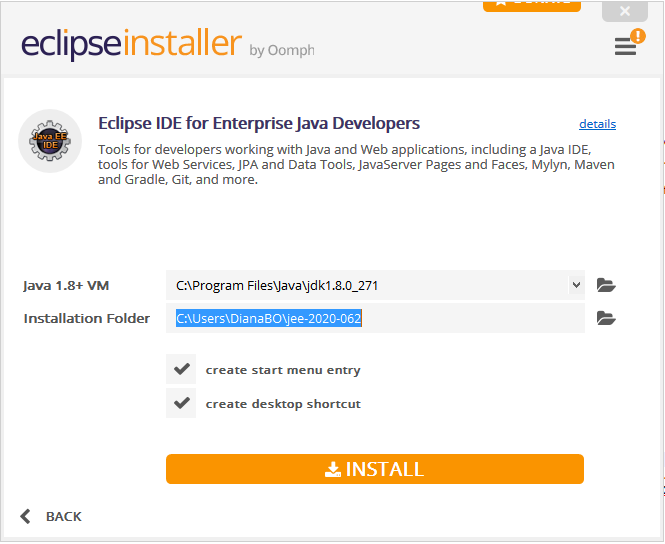 eclipse installer by Oomph
!
Java EE
IDE
Eclipse IDE for Enterprise Java Developers
details
Tools for developers working with Java and Web applications, including a Java IDE,
tools for Web Services, JPA and Data Tools, JavaServer Pages and Faces, Mylyn, Maven
and Gradle, Git, and more.
Java 1.8+ VM
C:\Program Files\Java\jdk1.8.0_271
Installation Folder
C:\Users\DianaBO\jee-2020-062
create start menu entry
create desktop shortcut
INSTALL
BACK